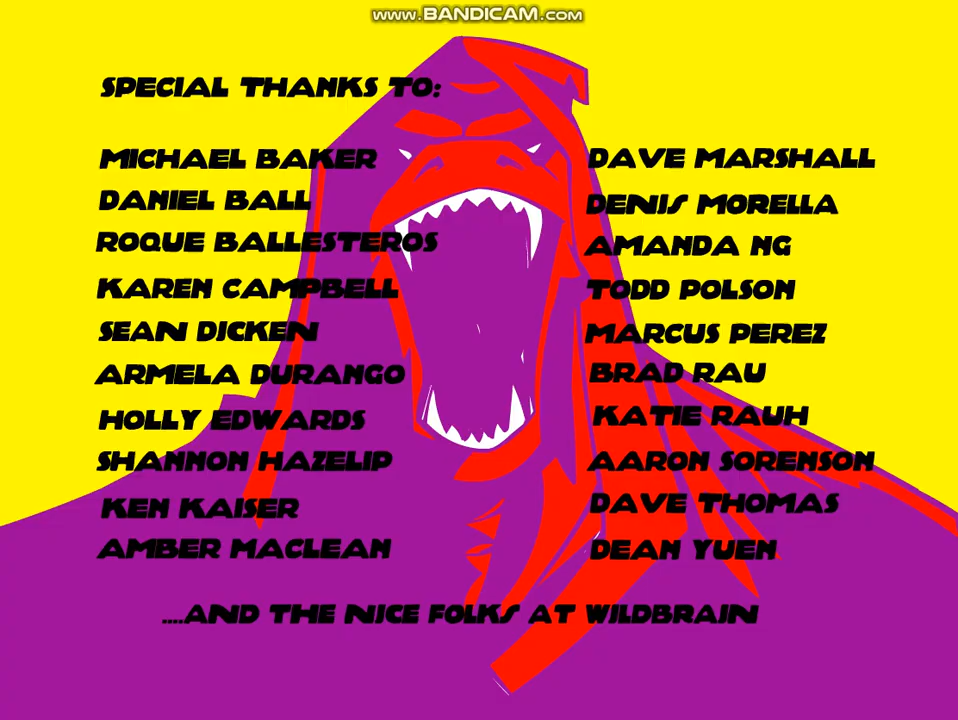 www.BANDICAM.com
SPECIAL THANKS TO:
MICHAEL BAKER
DANIEL BALL
ROQUE BALLESTEROS
KAREN CAMPBELL
SEAN DICKEN
ARMELA DURANGO
HOLLY EDWARDS
SHANNON HAZELIP
KEN KAISER
AMBER MACLEAN
DAVE MARSHALL
DENIS MORELLA
AMANDA NG
TODD POLSON
MARCUS PEREZ
BRAD RAU
KATIE RAUH
AARON SORENSON
DAVE THOMAS
DEAN YUEN
....AND THE NICE FOLKS AT WILDBRAIN